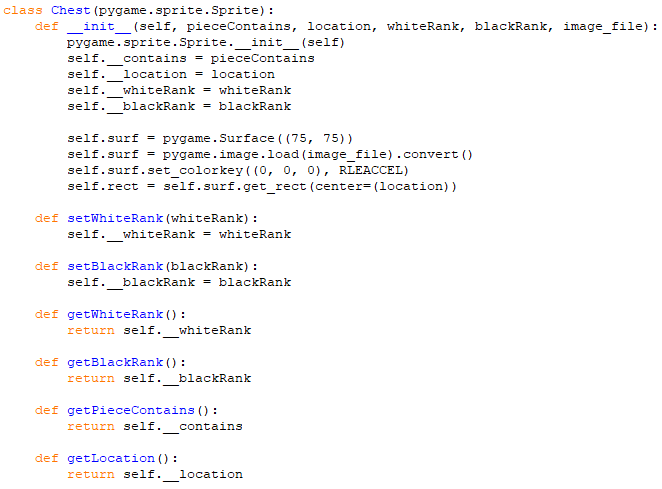 class Chest(pygame.sprite.Sprite):
    def __init__(self, pieceContains, location, whiteRank, blackRank, image_file):
        pygame.sprite.Sprite.__init__(self)
        self.__contains = pieceContains
        self.__location = location
        self.__whiteRank = whiteRank
        self.__blackRank = blackRank

        self.surf = pygame.Surface((75, 75))
        self.surf = pygame.image.load(image_file).convert()
        self.surf.set_colorkey((0, 0, 0), RLEACCEL)
        self.rect = self.surf.get_rect(center=(location))

    def setWhiteRank(whiteRank):
        self.__whiteRank = whiteRank

    def setBlackRank(blackRank):
        self.__blackRank = blackRank

    def getWhiteRank():
        return self.__whiteRank

    def getBlackRank():
        return self.__blackRank

    def getPieceContains():
        return self.__contains

    def getLocation():
        return self.__location